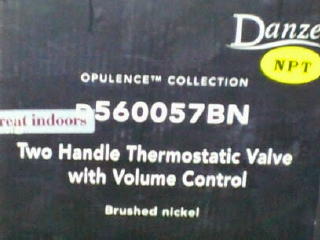 Danze
NPT
OPULENCE™ COLLECTION
D560057BN
reat indoors
Two Handle Thermostatic Valve
with Volume Control
Brushed nickel